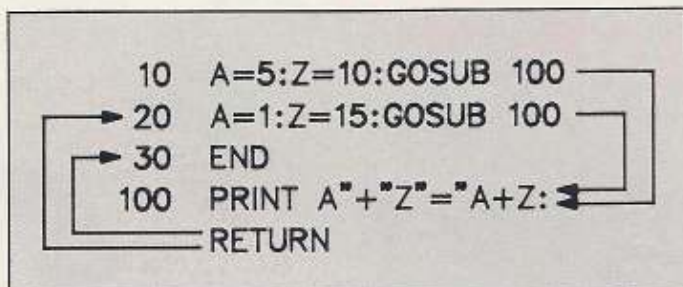 10 A=5:Z=10:GOSUB 100
20 A=1:Z=15:GOSUB 100
30 END
100 PRINT A"+"Z"="A+Z:
RETURN